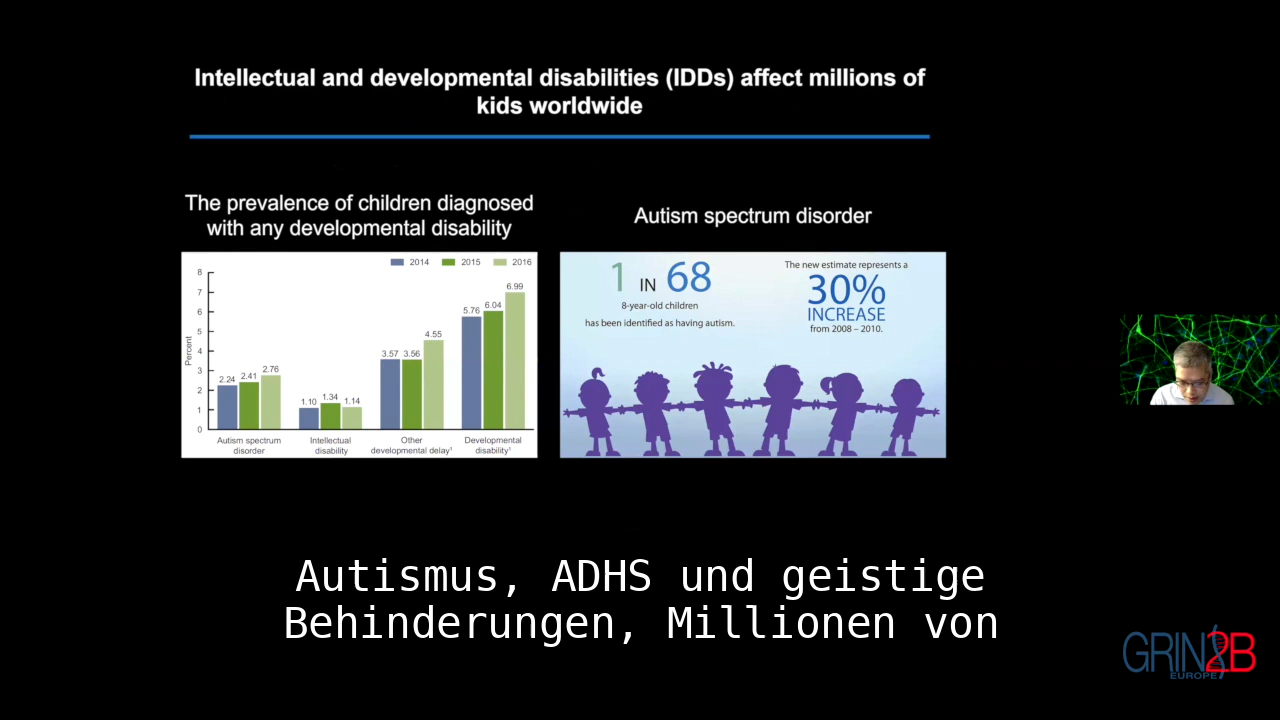 Intellectual and developmental disabilities (IDDs) affect millions of
kids worldwide
The prevalence of children diagnosed
with any developmental disability
2014 2015 2016
8
7
6
5
4
3
2
1
0
Percent
2.24 2.41 2.76
1.10 1.34 1.14
3.57 3.56 4.55
5.76 6.04 6.99
Autism spectrum
disorder
Intellectual
disability
Other
developmental delay¹
Developmental
disability¹
Autism spectrum disorder
1 IN 68
8-year-old children
has been identified as having autism.
The new estimate represents a
30%
INCREASE
from 2008 – 2010.
Autismus, ADHS und geistige
Behinderungen, Millionen von
GRIN2B
EUROPE